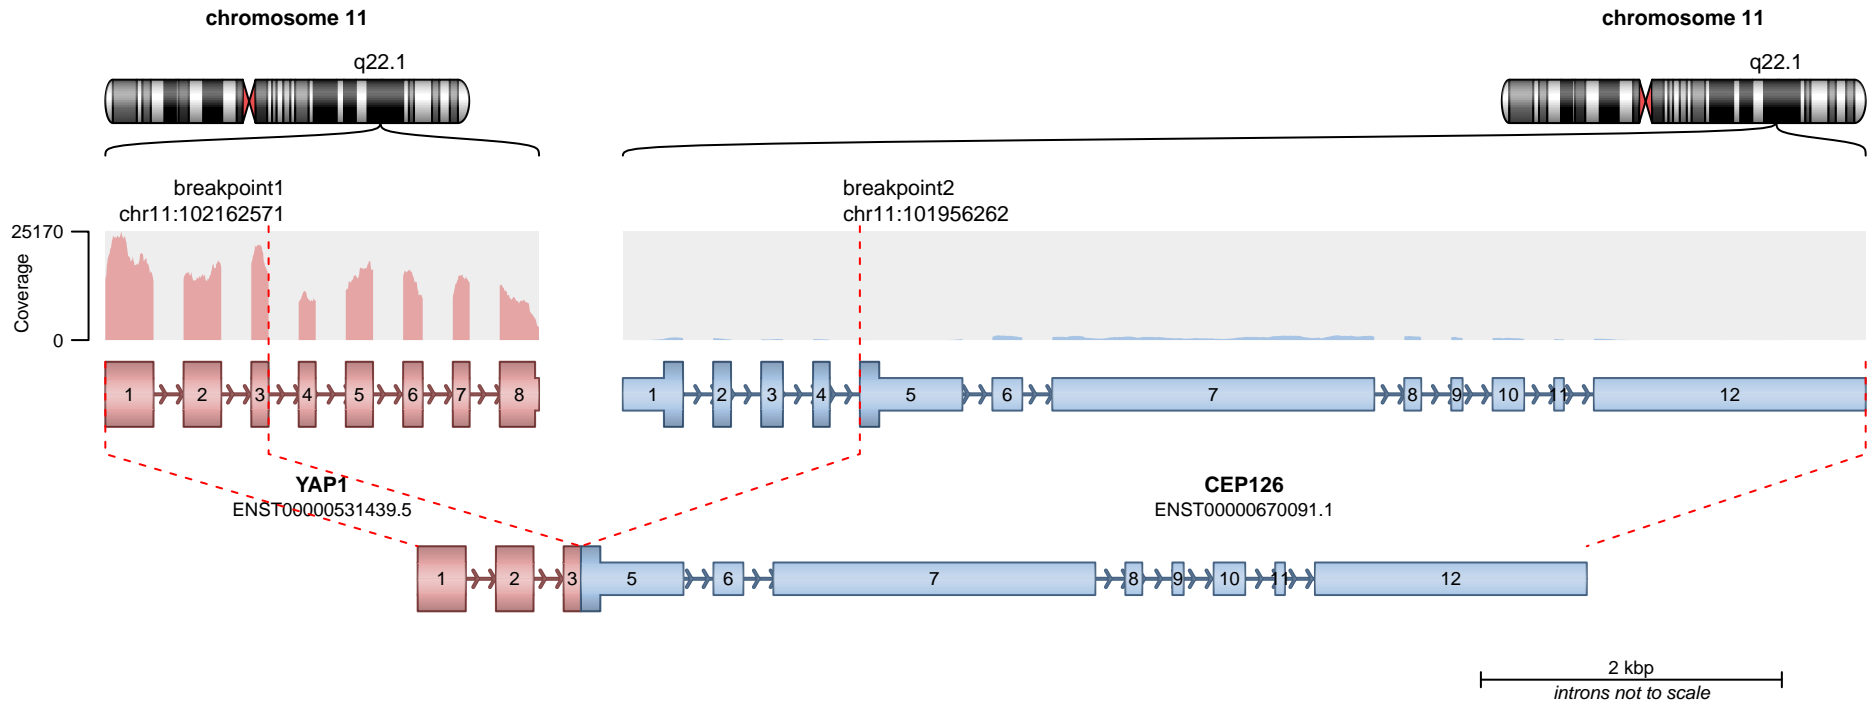 chromosome 11
chromosome 11
q22.1
q22.1
breakpoint1
chr11:102162571
breakpoint2
chr11:101956262
25170
Coverage
0
1 2 3 4 5 6 7 8
1 2 3 4 5 6 7 8 9 10 11 12
YAP1
ENST00000531439.5
CEP126
ENST00000670091.1
1 2 3 5 6 7 8 9 10 11 12
2 kbp
introns not to scale